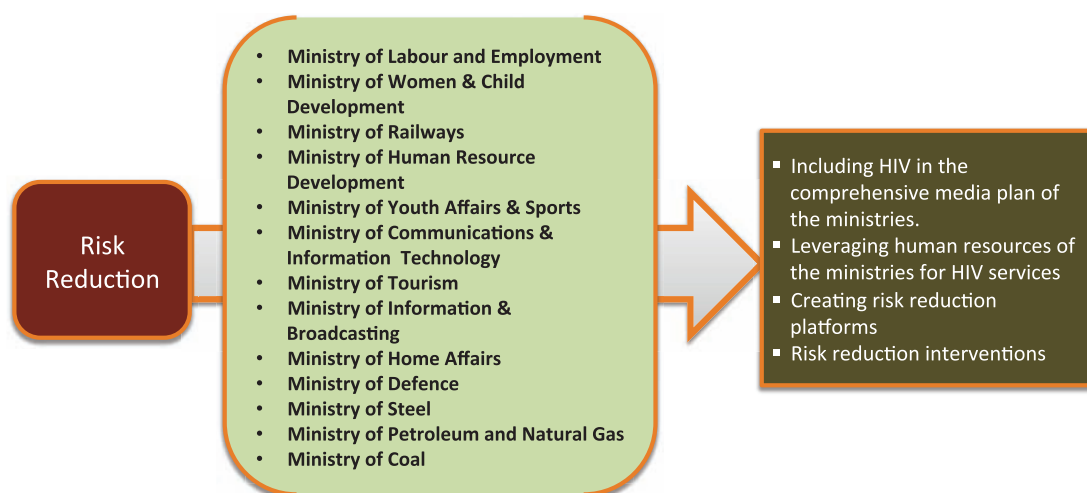 Risk
Reduction
• Ministry of Labour and Employment
• Ministry of Women & Child
Development
• Ministry of Railways
• Ministry of Human Resource
Development
• Ministry of Youth Affairs & Sports
• Ministry of Communications &
Information Technology
• Ministry of Tourism
• Ministry of Information &
Broadcasting
• Ministry of Home Affairs
• Ministry of Defence
• Ministry of Steel
• Ministry of Petroleum and Natural Gas
• Ministry of Coal
▪ Including HIV in the
comprehensive media plan of
the ministries.
▪ Leveraging human resources of
the ministries for HIV services
▪ Creating risk reduction
platforms
▪ Risk reduction interventions